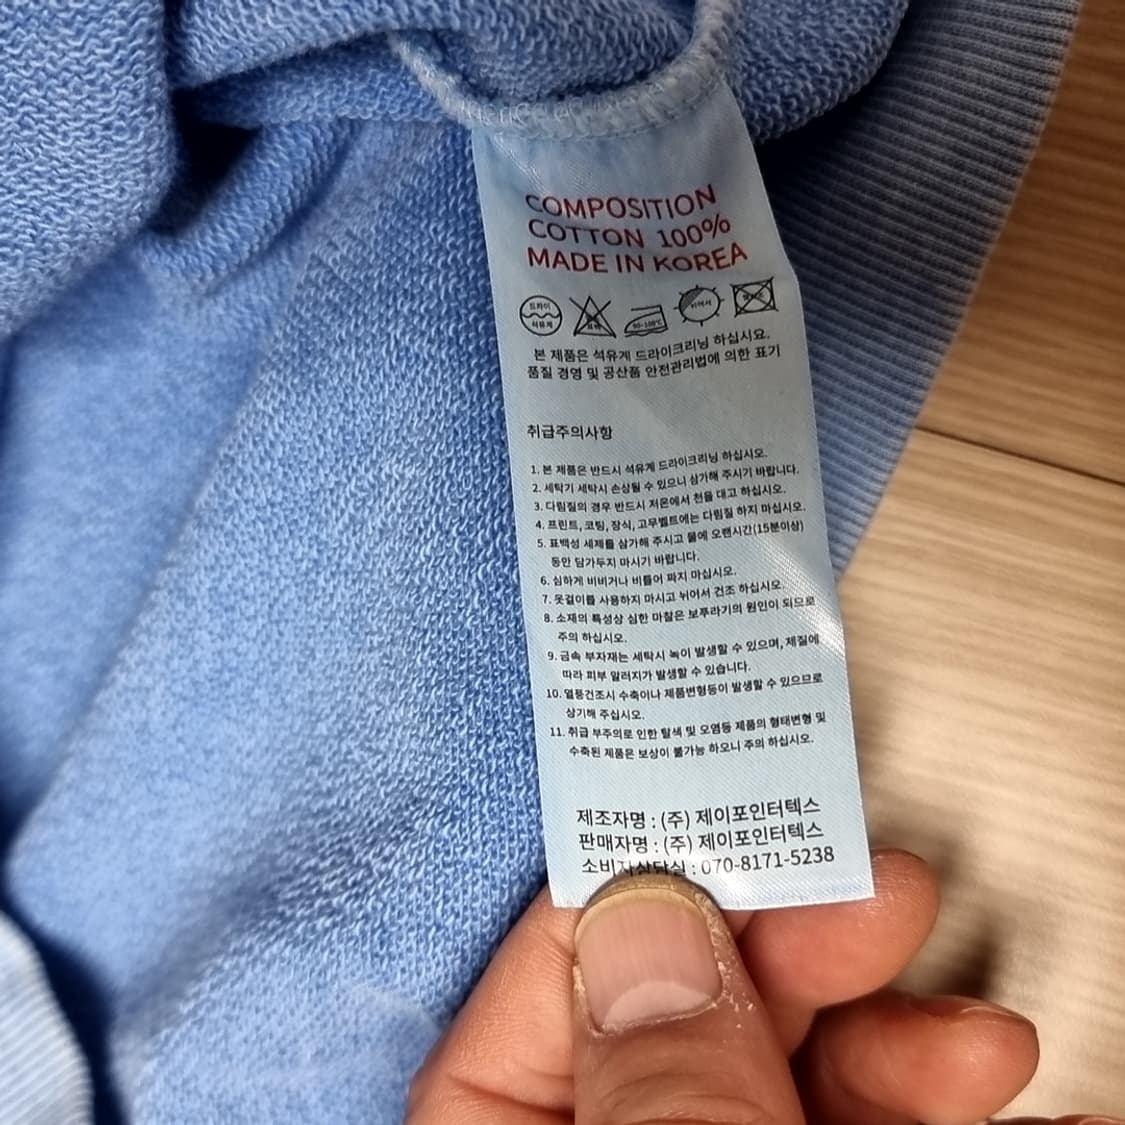 COMPOSITION
COTTON 100%
MADE IN KOREA
드라이
석유계
표백
90-100℃
뉘어서
본 제품은 석유계 드라이크리닝 하십시요.
품질 경영 및 공산품 안전관리법에 의한 표기
취급주의사항
1. 본 제품은 반드시 석유계 드라이크리닝 하십시오.
2. 세탁기 세탁시 손상될 수 있으니 삼가해 주시기 바랍니다.
3. 다림질의 경우 반드시 저온에서 천을 대고 하십시오.
4. 프린트, 코팅, 장식, 고무벨트에는 다림질 하지 마십시오.
5. 표백성 세제를 삼가해 주시고 물에 오랜시간(15분이상)
동안 담가두지 마시기 바랍니다.
6. 심하게 비비거나 비틀어 짜지 마십시오.
7. 옷걸이를 사용하지 마시고 뉘어서 건조 하십시오.
8. 소재의 특성상 심한 마찰은 보푸라기의 원인이 되므로
주의 하십시오.
9. 금속 부자재는 세탁시 녹이 발생할 수 있으며, 체질에
따라 피부 알러지가 발생할 수 있습니다.
10. 열풍건조시 수축이나 제품변형등이 발생할 수 있으므로
상기해 주십시오.
11. 취급 부주의로 인한 탈색 및 오염등 제품의 형태변형 및
수축된 제품은 보상이 불가능 하오니 주의 하십시오.
제조자명 : (주) 제이포인터텍스
판매자명 : (주) 제이포인터텍스
소비자상담실 : 070-8171-5238